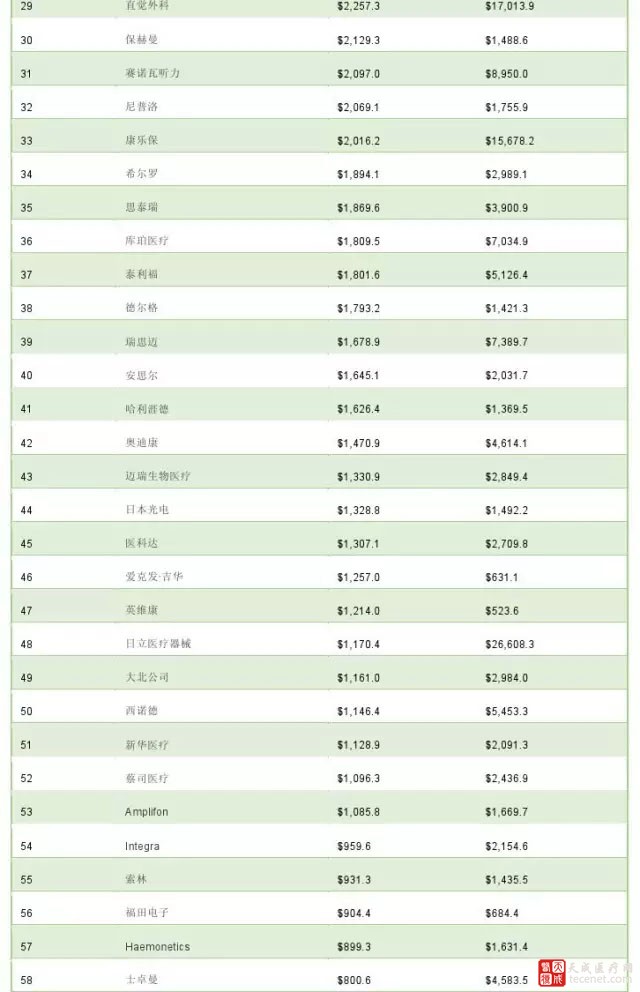 29 直觉外科 $2,257.3 $17,013.9
30 保赫曼 $2,129.3 $1,488.6
31 赛诺瓦听力 $2,097.0 $8,950.0
32 尼普洛 $2,069.1 $1,755.9
33 康乐保 $2,016.2 $15,678.2
34 希尔罗 $1,894.1 $2,989.1
35 思泰瑞 $1,869.6 $3,900.9
36 库珀医疗 $1,809.5 $7,034.9
37 泰利福 $1,801.6 $5,126.4
38 德尔格 $1,793.2 $1,421.3
39 瑞思迈 $1,678.9 $7,389.7
40 安思尔 $1,645.1 $2,031.7
41 哈利涯德 $1,626.4 $1,369.5
42 奥迪康 $1,470.9 $4,614.1
43 迈瑞生物医疗 $1,330.9 $2,849.4
44 日本光电 $1,328.8 $1,492.2
45 医科达 $1,307.1 $2,709.8
46 爱克发·吉华 $1,257.0 $631.1
47 英维康 $1,214.0 $523.6
48 日立医疗器械 $1,170.4 $26,608.3
49 大北公司 $1,161.0 $2,984.0
50 西诺德 $1,146.4 $5,453.3
51 新华医疗 $1,128.9 $2,091.3
52 蔡司医疗 $1,096.3 $2,436.9
53 Amplifon $1,085.8 $1,669.7
54 Integra $959.6 $2,154.6
55 索林 $931.3 $1,435.5
56 福田电子 $904.4 $684.4
57 Haemonetics $899.3 $1,631.4
58 士卓曼 $800.6 $4,583.5
天成医疗网
recenet.com